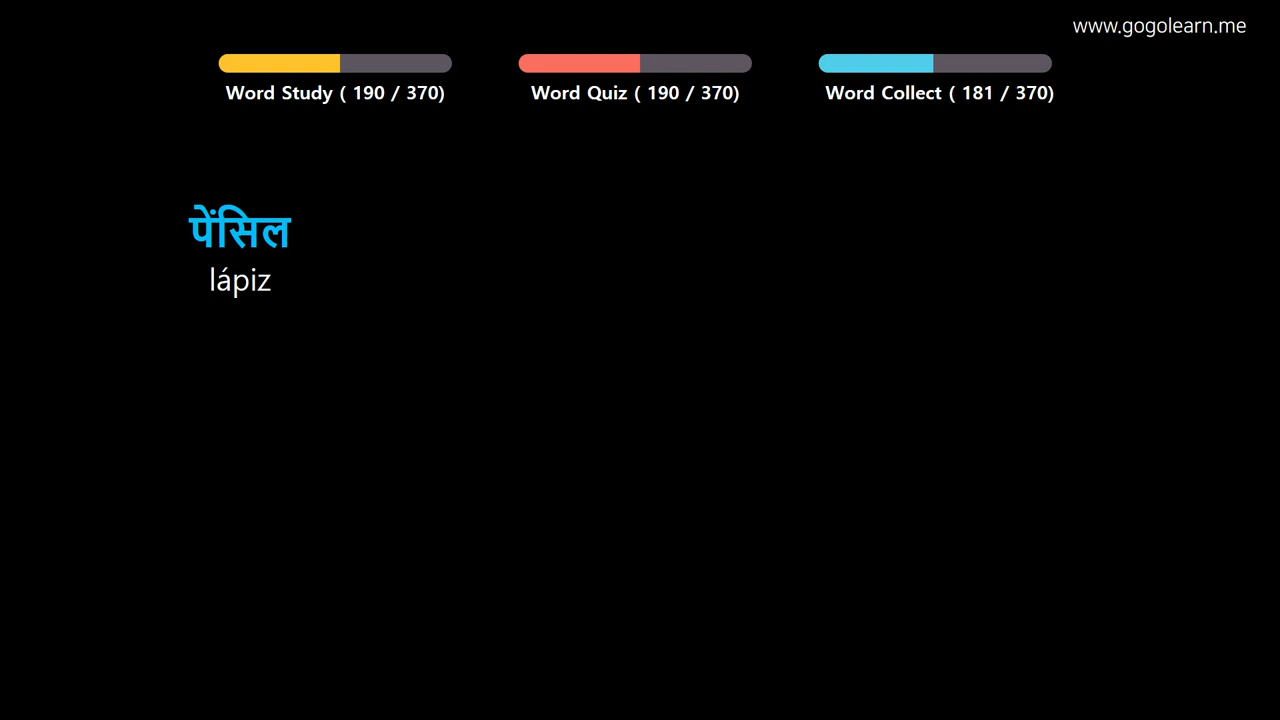 www.gogolearn.me
Word Study ( 190 / 370)
Word Quiz ( 190 / 370)
Word Collect ( 181 / 370)
पेंसिल
lápiz